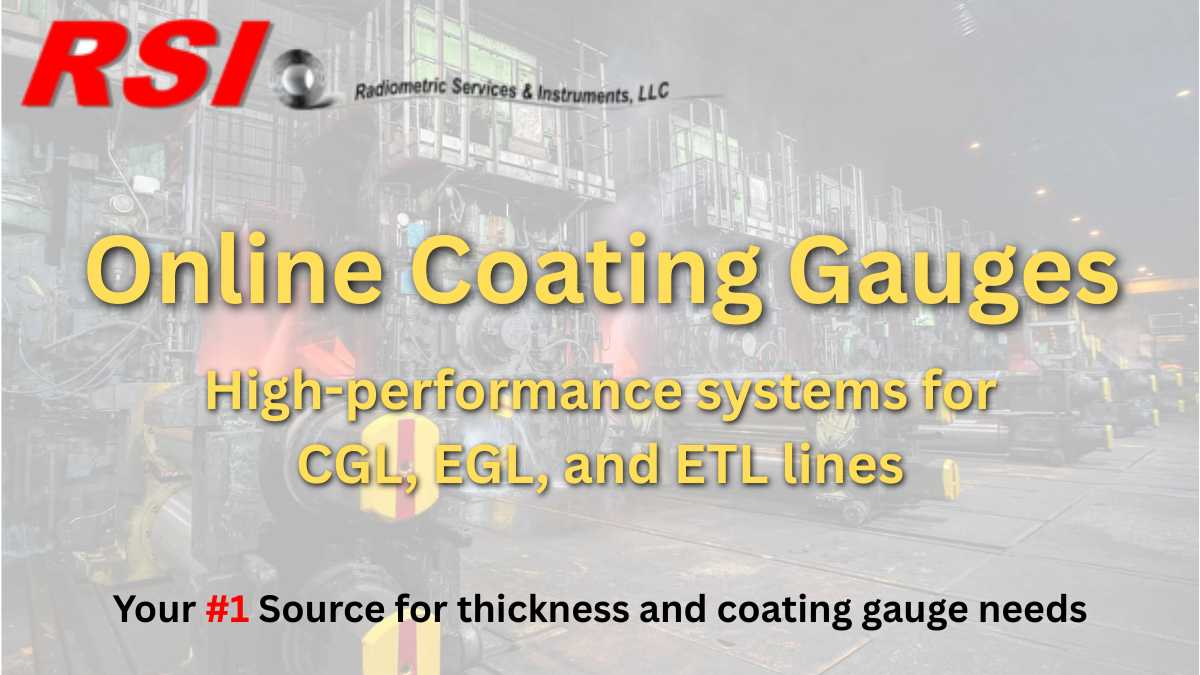 RSI
Radiometric Services & Instruments, LLC
Online Coating Gauges
High-performance systems for
CGL, EGL, and ETL lines
Your #1 Source for thickness and coating gauge needs